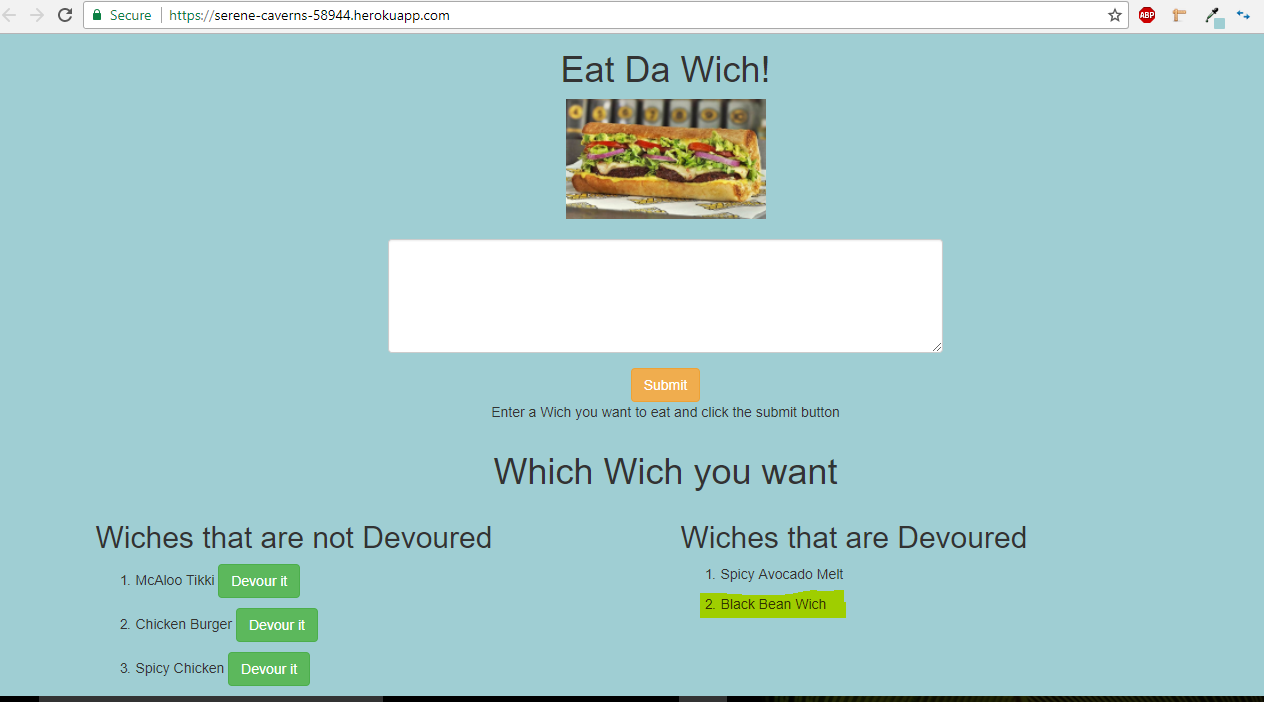 Secure https://serene-caverns-58944.herokuapp.com
ABP
Eat Da Wich!
Submit
Enter a Wich you want to eat and click the submit button
Which Wich you want
Wiches that are not Devoured
1. McAloo Tikki Devour it
2. Chicken Burger Devour it
3. Spicy Chicken Devour it
Wiches that are Devoured
1. Spicy Avocado Melt
2. Black Bean Wich